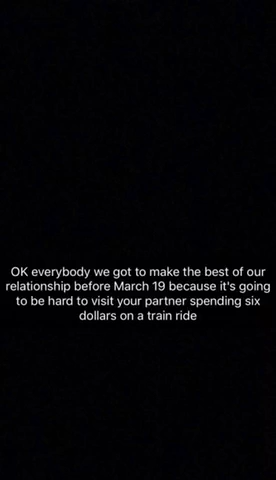 OK everybody we got to make the best of our
relationship before March 19 because it's going
to be hard to visit your partner spending six
dollars on a train ride